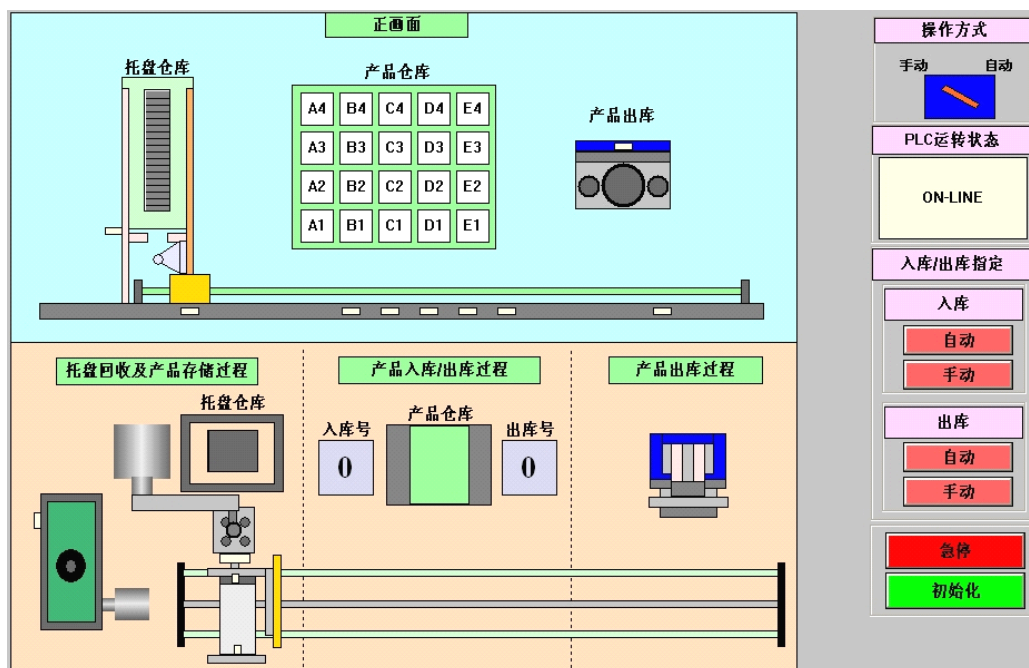 正画面
托盘仓库
产品仓库
产品出库
A4 B4 C4 D4 E4
A3 B3 C3 D3 E3
A2 B2 C2 D2 E2
A1 B1 C1 D1 E1
托盘回收及产品存储过程
产品入库/出库过程
产品出库过程
托盘仓库
产品仓库
入库号
出库号
0
0
操作方式
手动
自动
PLC运转状态
ON-LINE
入库/出库指定
入库
自动
手动
出库
自动
手动
急停
初始化